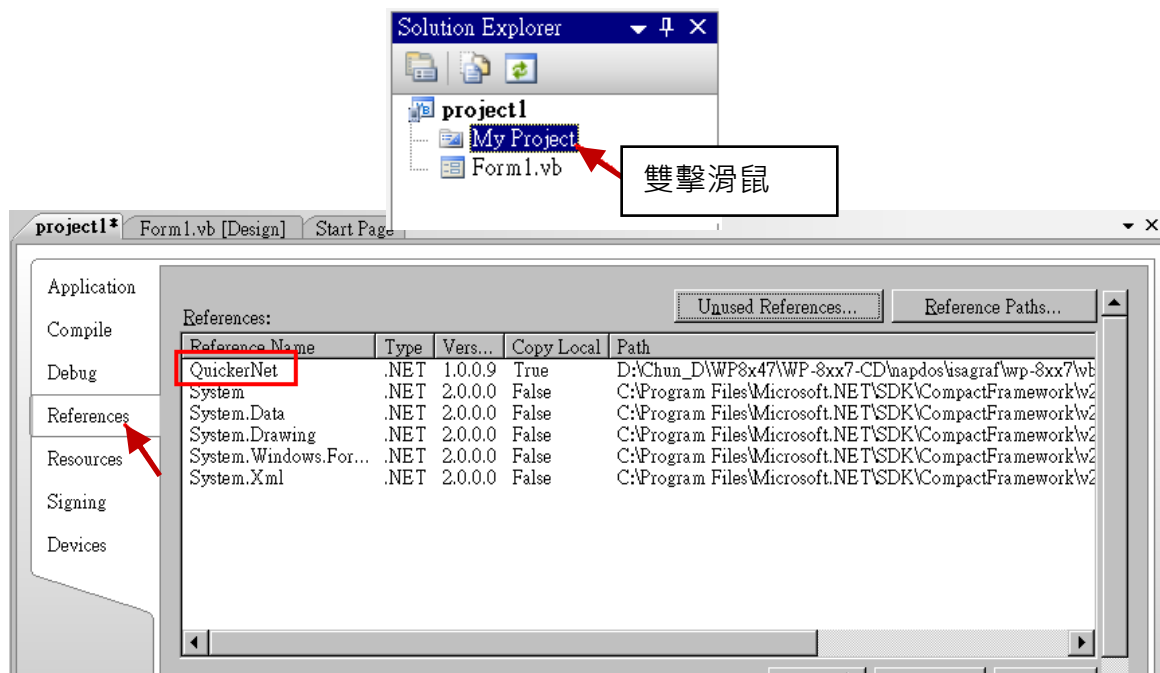 Solution Explorer
project1
My Project
Form1.vb
雙擊滑鼠
project1* Form1.vb [Design] Start Page
Application
Compile
Debug
References
Resources
Signing
Devices
Unused References... Reference Paths...
References:
Reference Name Type Vers... Copy Local Path
QuickerNet .NET 1.0.0.9 True D:\Chun_D\WP8x47\WP-8xx7-CD\napdos\isagraf\wp-8xx7\vb
System .NET 2.0.0.0 False C:\Program Files\Microsoft.NET\SDK\CompactFramework\v2
System.Data .NET 2.0.0.0 False C:\Program Files\Microsoft.NET\SDK\CompactFramework\v2
System.Drawing .NET 2.0.0.0 False C:\Program Files\Microsoft.NET\SDK\CompactFramework\v2
System.Windows.For... .NET 2.0.0.0 False C:\Program Files\Microsoft.NET\SDK\CompactFramework\v2
System.Xml .NET 2.0.0.0 False C:\Program Files\Microsoft.NET\SDK\CompactFramework\v2